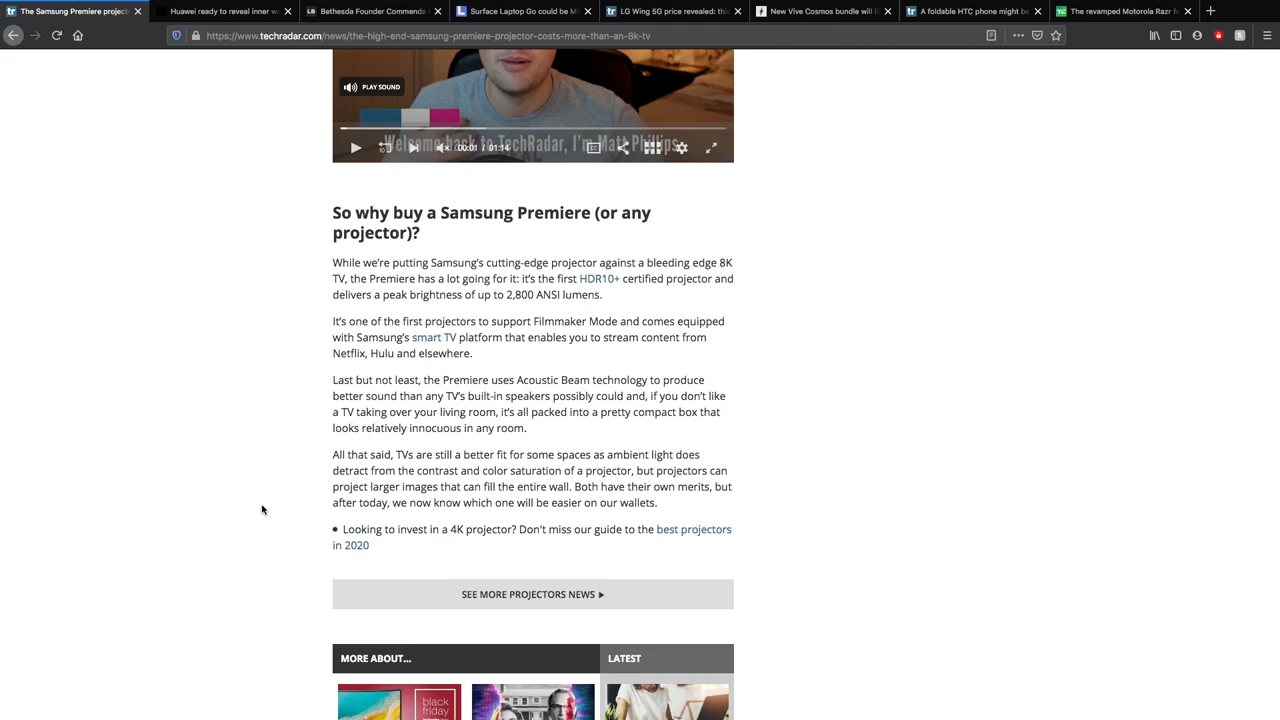 The Samsung Premiere project
Huawei ready to reveal inner wo
Bethesda Founder Commends
Surface Laptop Go could be Mi
LG Wing 5G price revealed: this
New Vive Cosmos bundle will l
A foldable HTC phone might be
The revamped Motorola Razr fo
https://www.techradar.com/news/the-high-end-samsung-premiere-projector-costs-more-than-an-8k-tv
PLAY SOUND
Welcome back to TechRadar, I'm Matt Phillips,
10 00:01 / 01:14 CC
So why buy a Samsung Premiere (or any
projector)?
While we're putting Samsung's cutting-edge projector against a bleeding edge 8K
TV, the Premiere has a lot going for it: it's the first HDR10+ certified projector and
delivers a peak brightness of up to 2,800 ANSI lumens.
It's one of the first projectors to support Filmmaker Mode and comes equipped
with Samsung's smart TV platform that enables you to stream content from
Netflix, Hulu and elsewhere.
Last but not least, the Premiere uses Acoustic Beam technology to produce
better sound than any TV's built-in speakers possibly could and, if you don't like
a TV taking over your living room, it's all packed into a pretty compact box that
looks relatively innocuous in any room.
All that said, TVs are still a better fit for some spaces as ambient light does
detract from the contrast and color saturation of a projector, but projectors can
project larger images that can fill the entire wall. Both have their own merits, but
after today, we now know which one will be easier on our wallets.
• Looking to invest in a 4K projector? Don't miss our guide to the best projectors
in 2020
SEE MORE PROJECTORS NEWS ▶
MORE ABOUT...
LATEST
black
friday